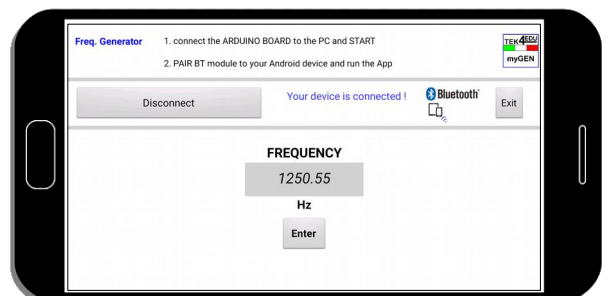 Freq. Generator
1. connect the ARDUINO BOARD to the PC and START
2. PAIR BT module to your Android device and run the App
TEK4EDU
myGEN
Disconnect
Your device is connected !
Bluetooth
Exit
FREQUENCY
1250.55
Hz
Enter